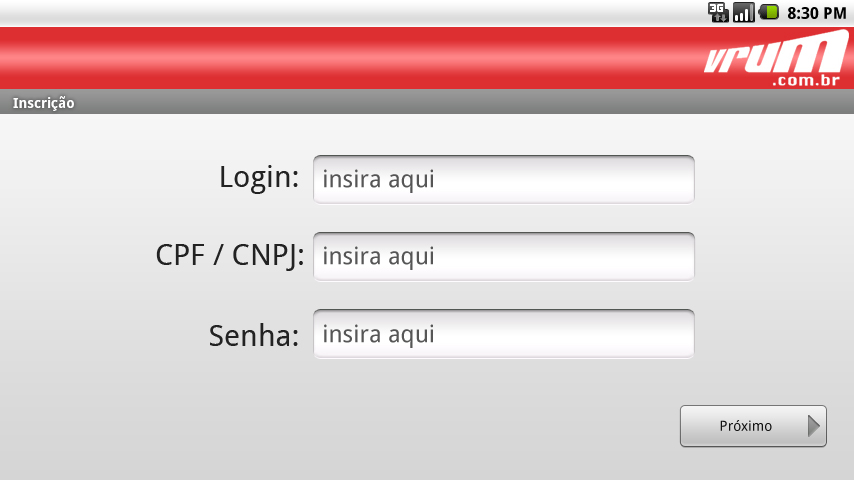 3G 8:30 PM
vrum
.com.br
Inscrição
Login: insira aqui
CPF / CNPJ: insira aqui
Senha: insira aqui
Próximo